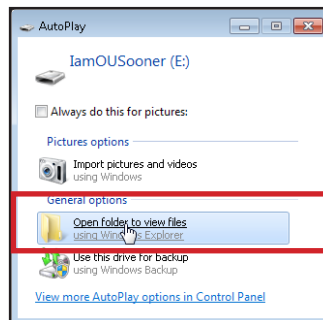 AutoPlay
IamOUSooner (E:)
Always do this for pictures:
Pictures options
Import pictures and videos
using Windows
General options
Open folder to view files
using Windows Explorer
Use this drive for backup
using Windows Backup
View more AutoPlay options in Control Panel